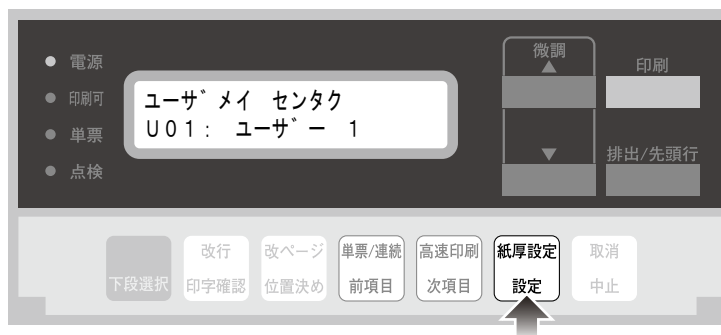 電源
印刷可
単票
点検
ユーザﾞメイ センタク
U01: ユーザﾞー 1
微調
▲
▼
印刷
排出/先頭行
下段選択
改行
印字確認
改ページ
位置決め
単票/連続
前項目
高速印刷
次項目
紙厚設定
設定
取消
中止